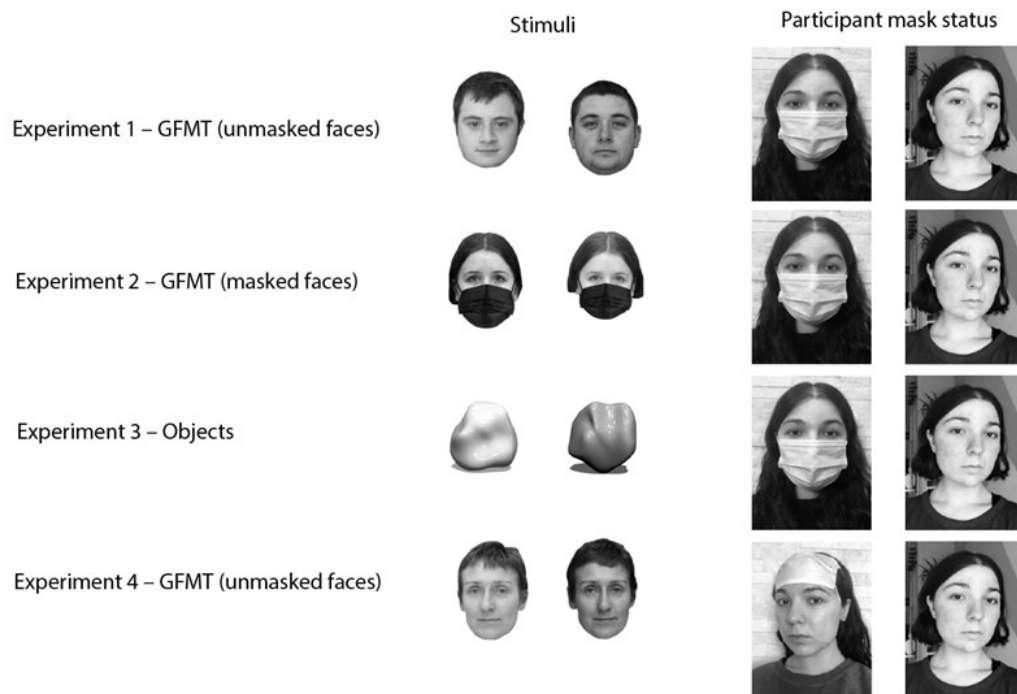 Stimuli
Participant mask status
Experiment 1 – GFMT (unmasked faces)
Experiment 2 – GFMT (masked faces)
Experiment 3 – Objects
Experiment 4 – GFMT (unmasked faces)